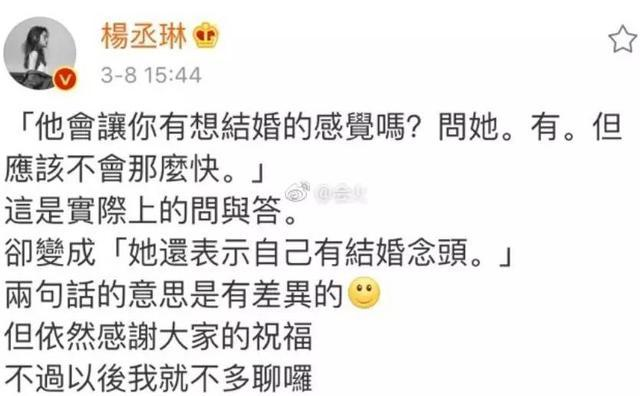 楊丞琳
3-8 15:44
「他會讓你有想結婚的感覺嗎？問她。有。但
應該不會那麼快。」
這是實際上的問與答。
卻變成「她還表示自己有結婚念頭。」
兩句話的意思是有差異的
但依然感謝大家的祝福
不過以後我就不多聊囉